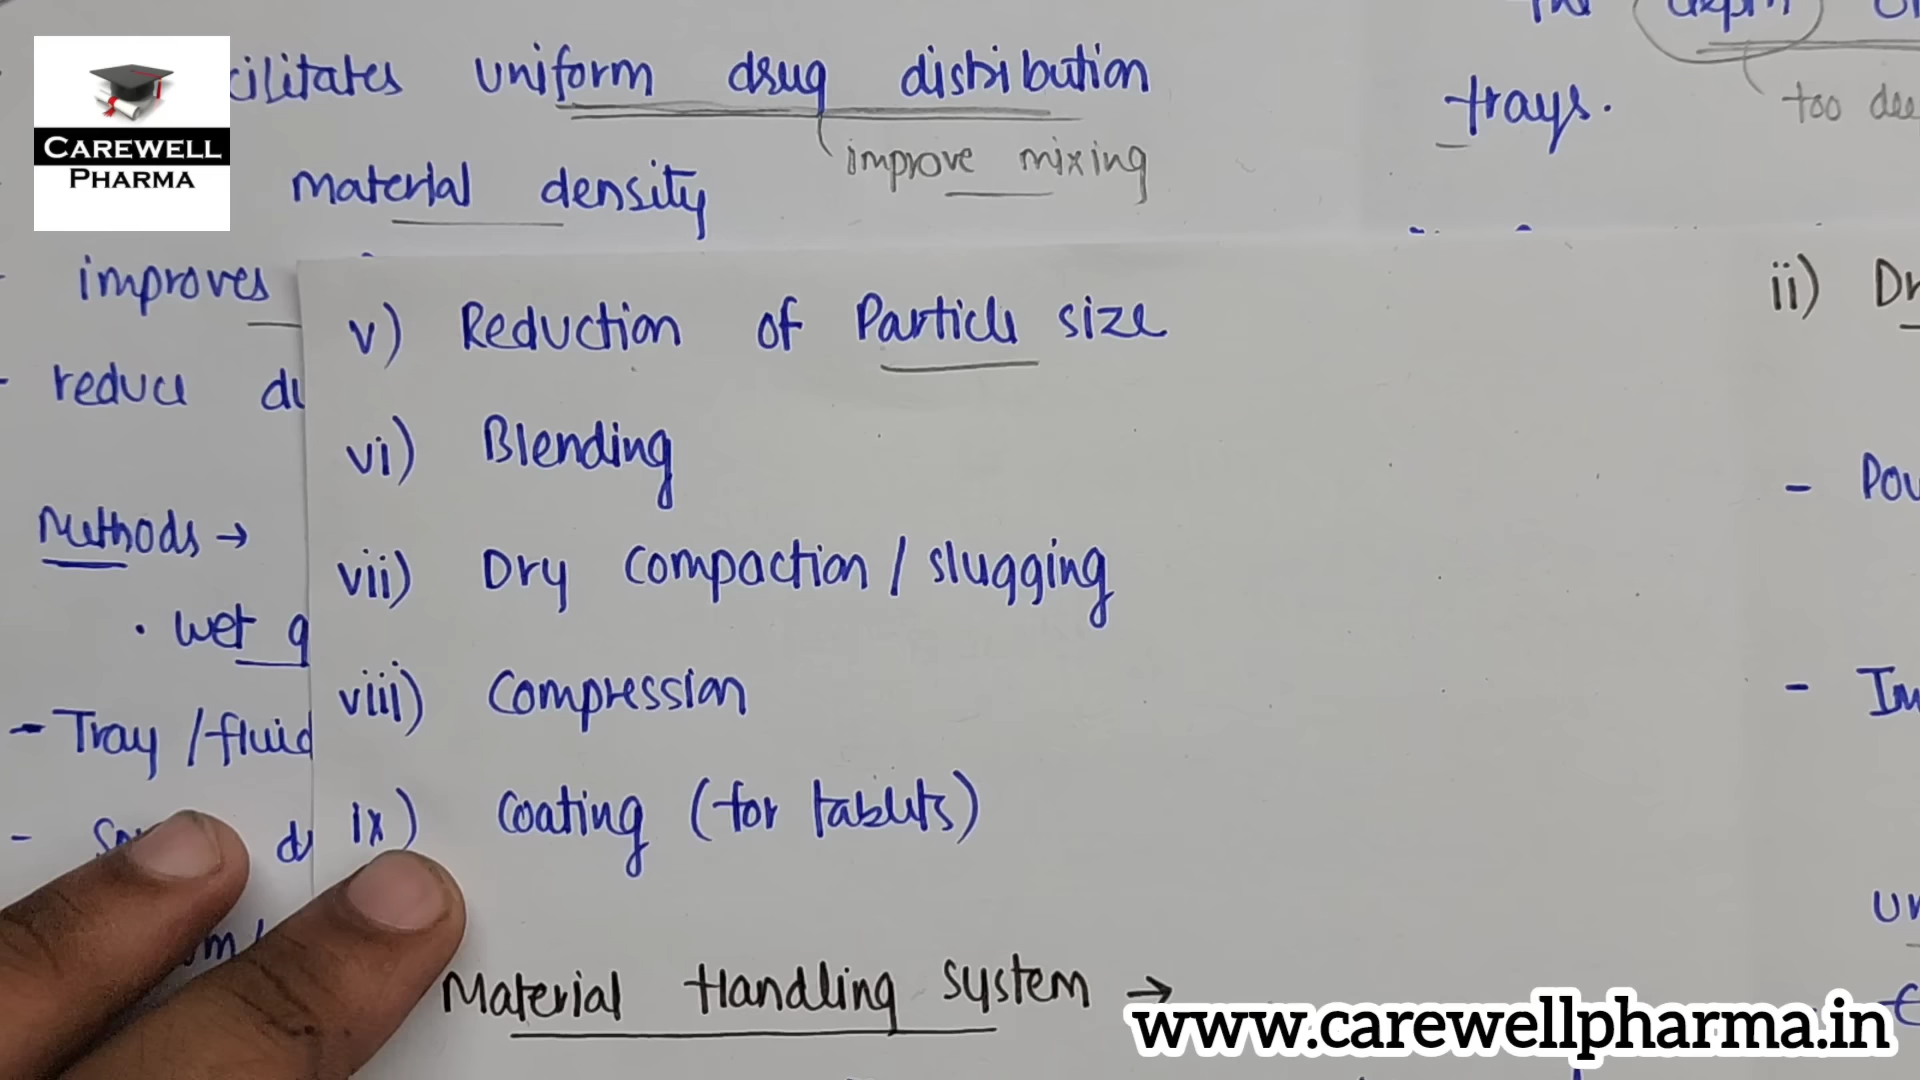 cilitates uniform drug distribution
improve mixing
material density
improves
reduce
Methods →
. wet
- Tray / fluid
v) Reduction of Particle size
vi) Blending
vii) Dry compaction / slugging
viii) Compression
ix) Coating (for tablets)
Material Handling System →
trays.
too
ii)
CAREWELL
PHARMA
www.carewellpharma.in